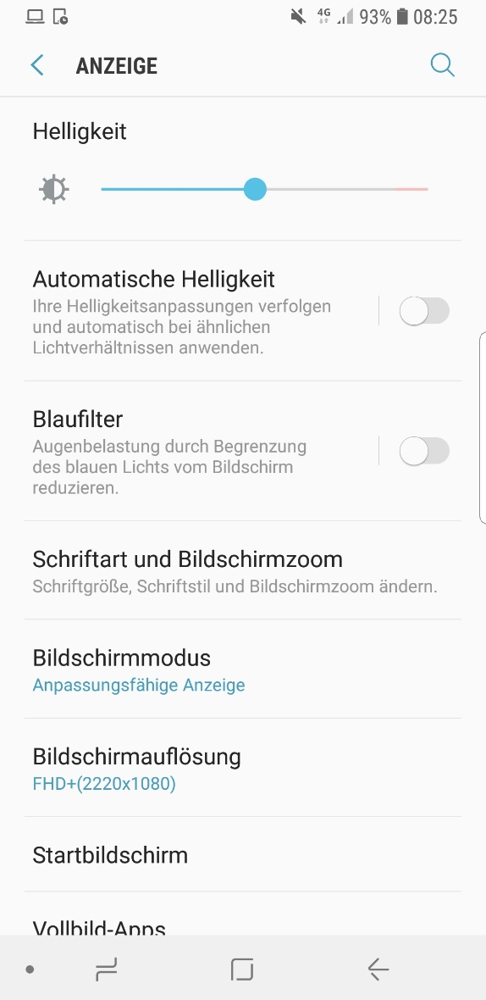 4G 93% 08:25
ANZEIGE
Helligkeit
Automatische Helligkeit
Ihre Helligkeitsanpassungen verfolgen
und automatisch bei ähnlichen
Lichtverhältnissen anwenden.
Blaufilter
Augenbelastung durch Begrenzung
des blauen Lichts vom Bildschirm
reduzieren.
Schriftart und Bildschirmzoom
Schriftgröße, Schriftstil und Bildschirmzoom ändern.
Bildschirmmodus
Anpassungsfähige Anzeige
Bildschirmauflösung
FHD+(2220x1080)
Startbildschirm
Vollbild-Apps